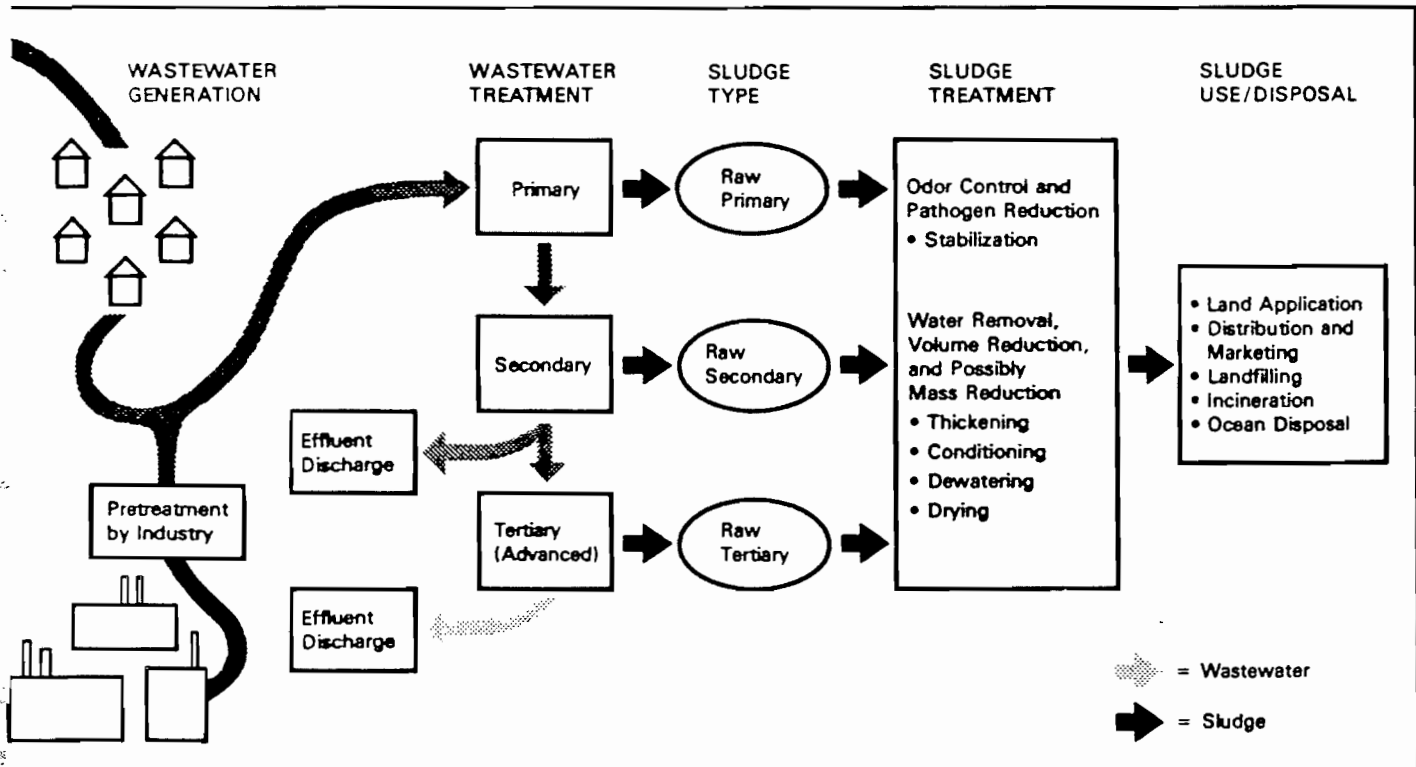 WASTEWATER
GENERATION
WASTEWATER
TREATMENT
SLUDGE
TYPE
SLUDGE
TREATMENT
SLUDGE
USE/DISPOSAL
Primary
Raw
Primary
Odor Control and
Pathogen Reduction
• Stabilization
Water Removal,
Volume Reduction,
and Possibly
Mass Reduction
• Thickening
• Conditioning
• Dewatering
• Drying
• Land Application
• Distribution and
Marketing
• Landfilling
• Incineration
• Ocean Disposal
Secondary
Raw
Secondary
Effluent
Discharge
Pretreatment
by Industry
Tertiary
(Advanced)
Raw
Tertiary
Effluent
Discharge
= Wastewater
= Sludge